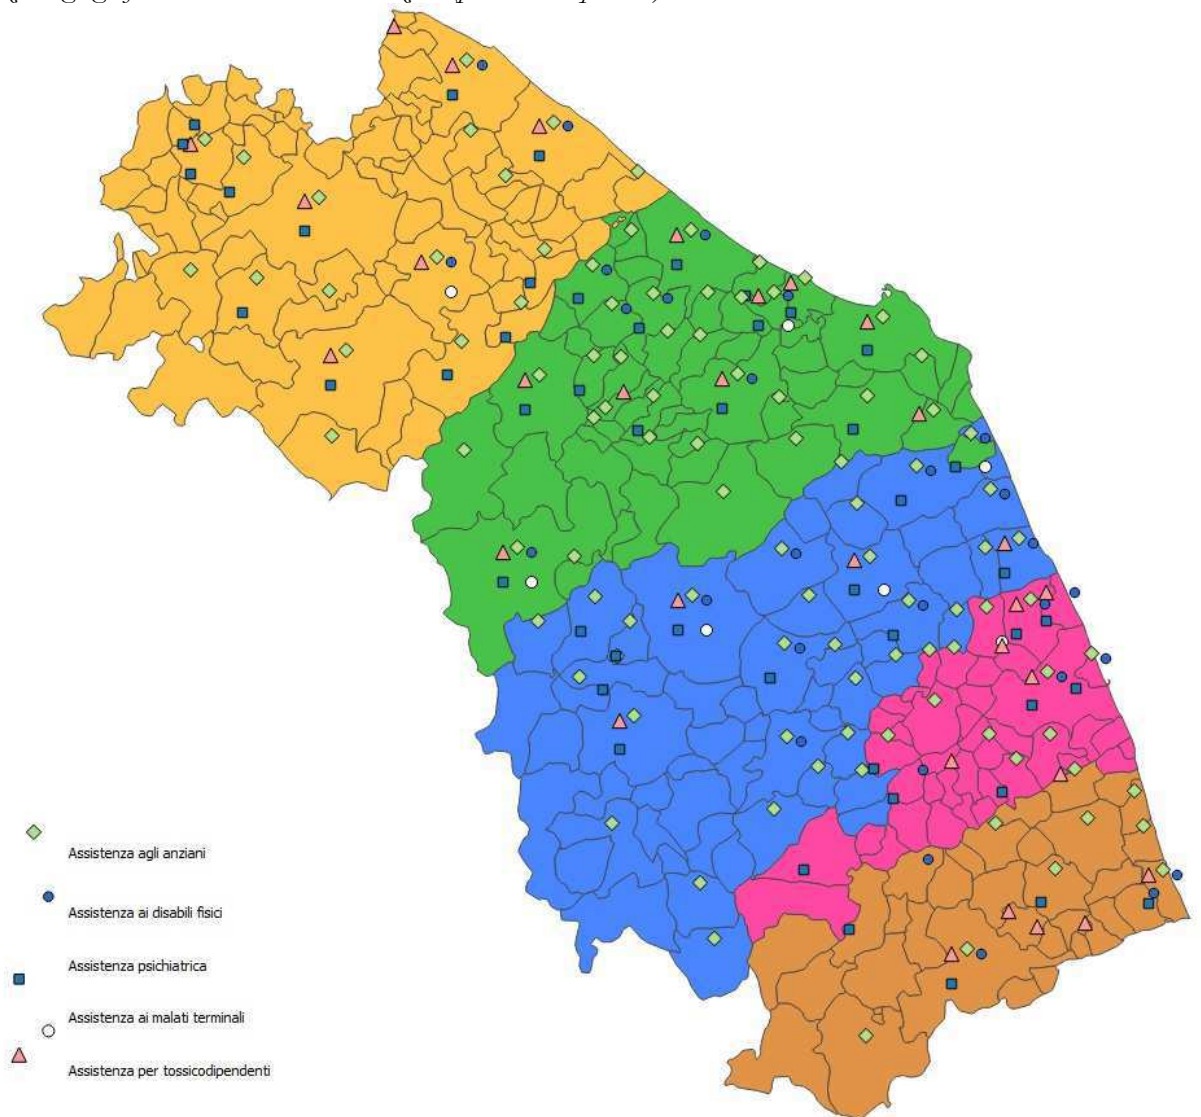 Assistenza agli anziani
Assistenza ai disabili fisici
Assistenza psichiatrica
Assistenza ai malati terminali
Assistenza per tossicodipendenti